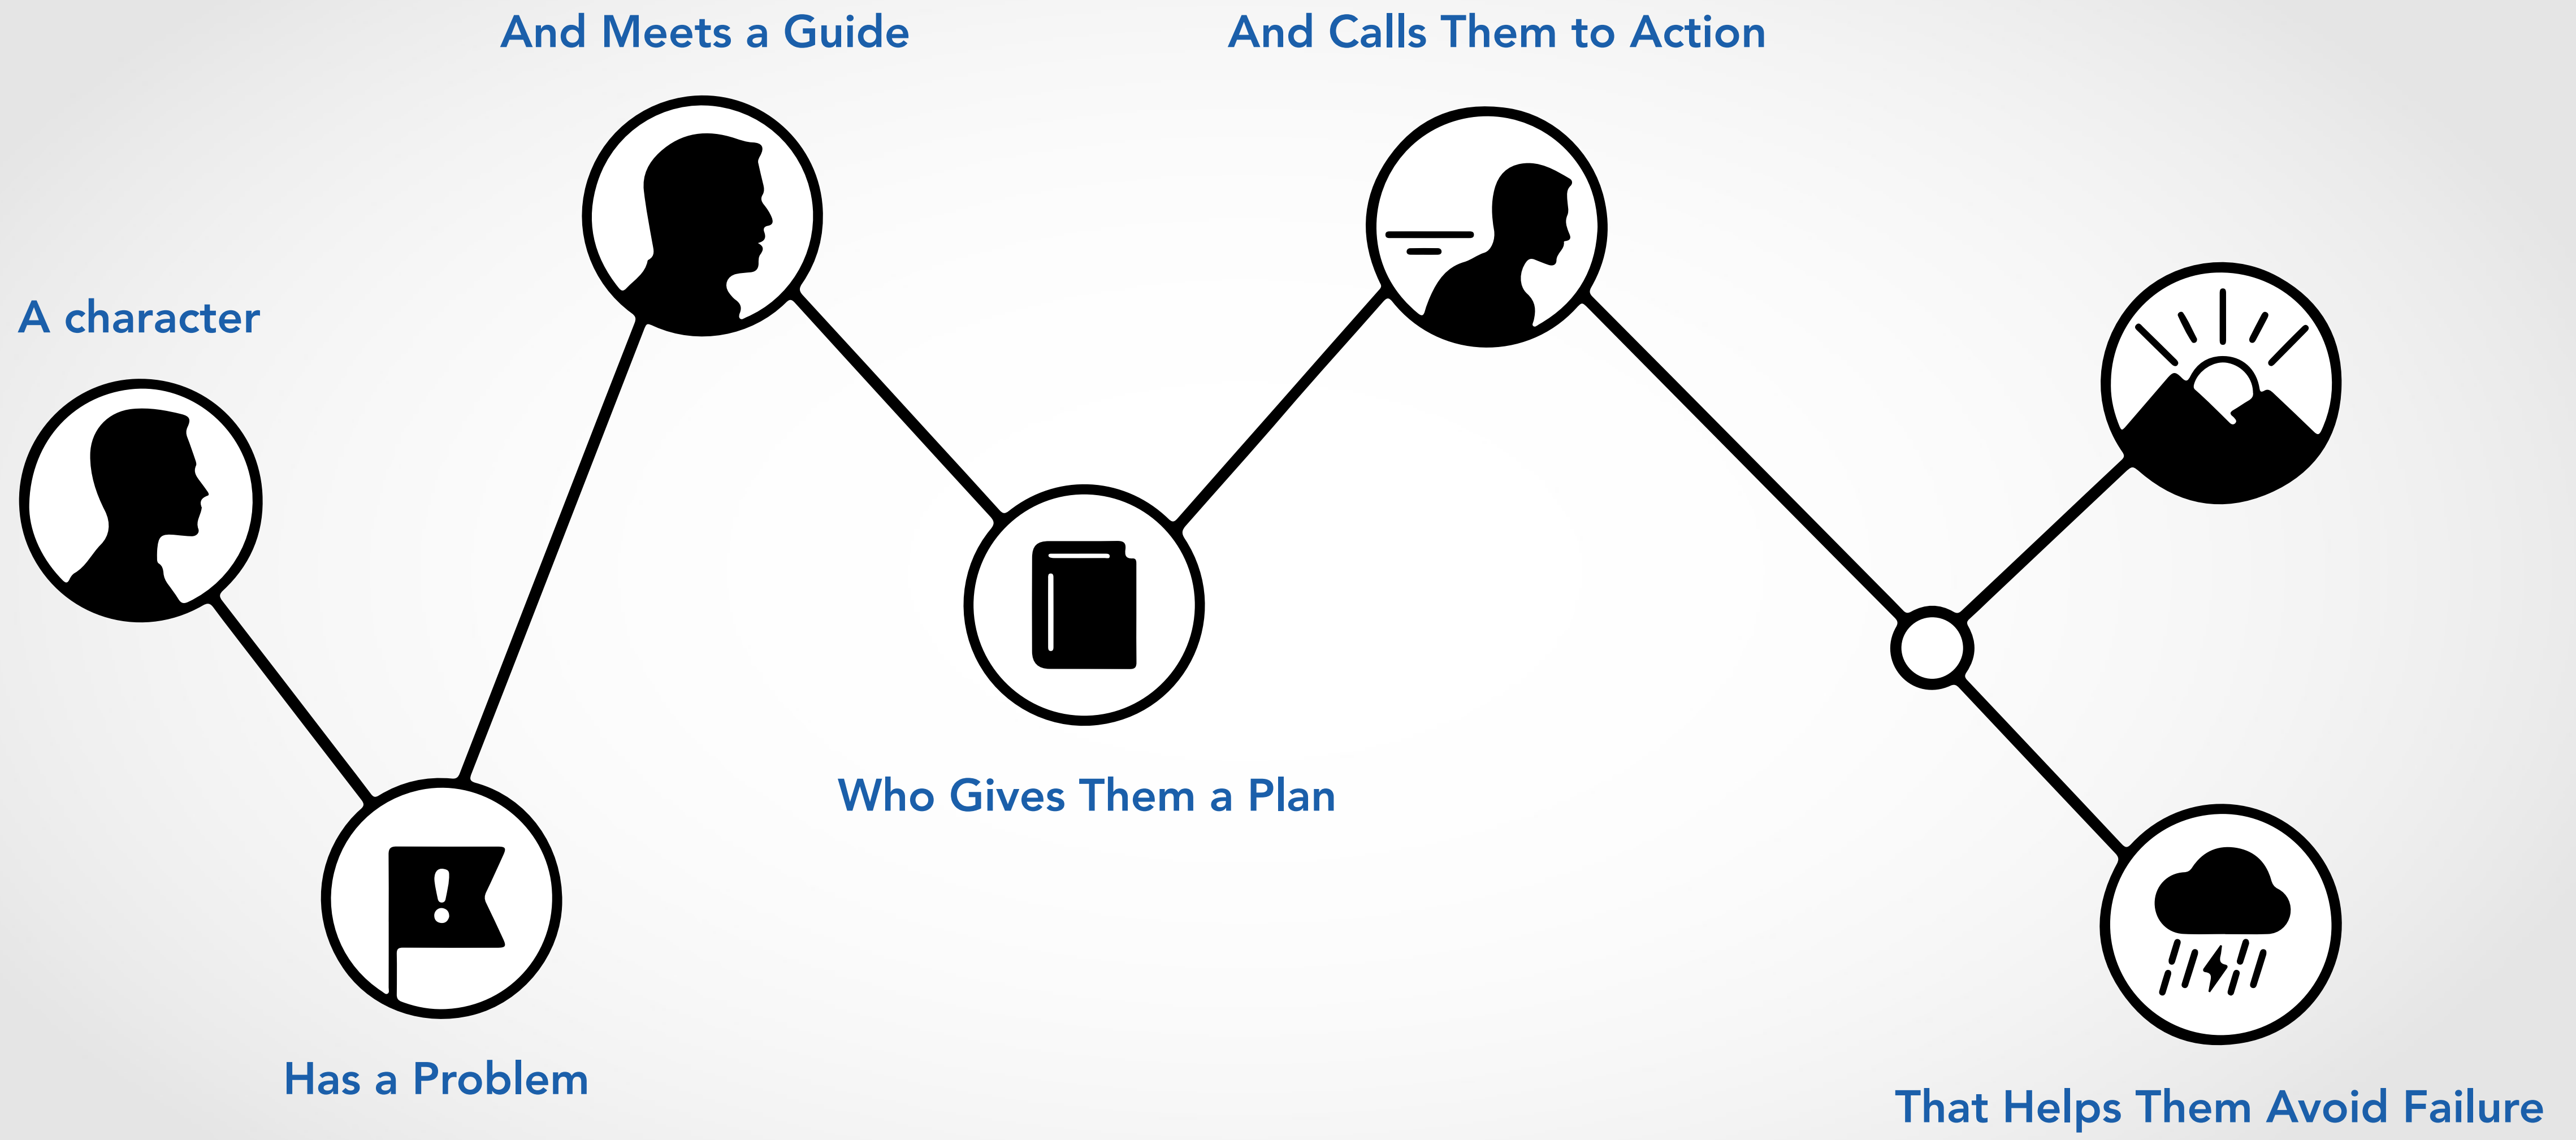 A character
Has a Problem
And Meets a Guide
Who Gives Them a Plan
And Calls Them to Action
That Helps Them Avoid Failure